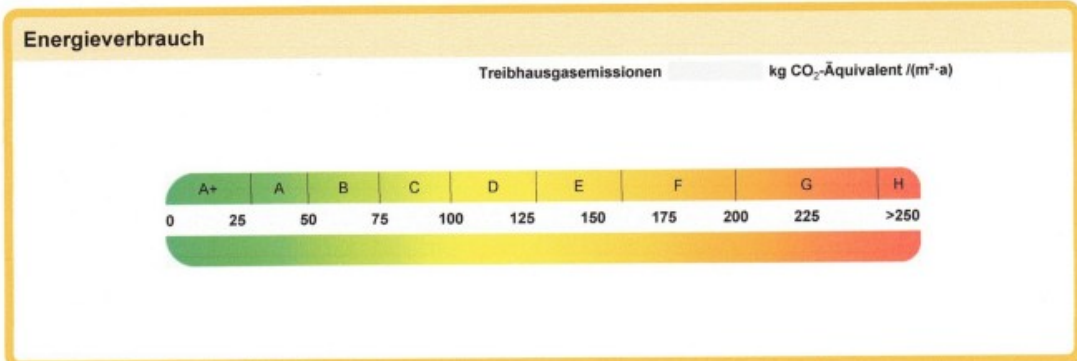 Energieverbrauch
Treibhausgasemissionen kg CO₂-Äquivalent /(m²·a)
A+ A B C D E F G H
0 25 50 75 100 125 150 175 200 225 >250